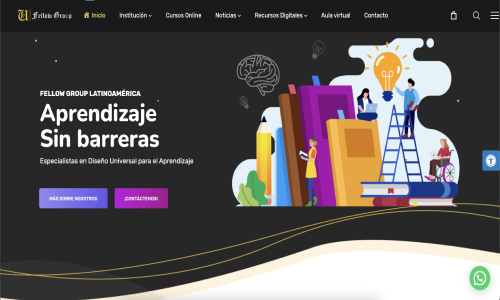 U Fellow Group
Inicio Institución Cursos Online Noticias Recursos Digitales Aula virtual Contacto
FELLOW GROUP LATINOAMÉRICA
Aprendizaje
Sin barreras
Especialistas en Diseño Universal para el Aprendizaje
MÁS SOBRE NOSOTROS
¡CONTÁCTENOS!